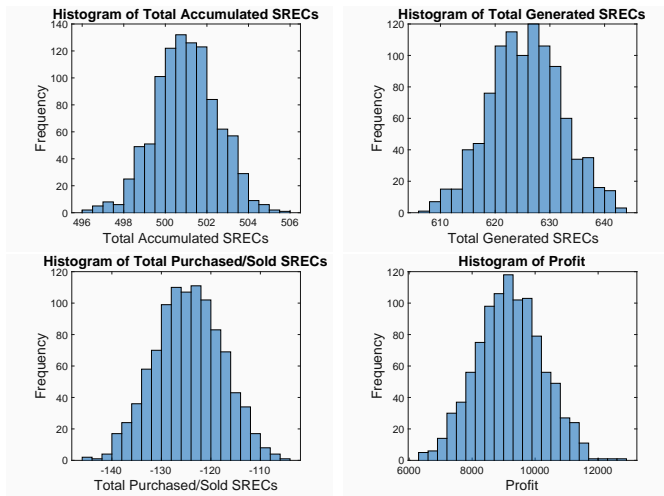 Histogram of Total Accumulated SRECs
140
120
100
80
60
40
20
0
Frequency
496 498 500 502 504 506
Total Accumulated SRECs
Histogram of Total Generated SRECs
120
100
80
60
40
20
0
Frequency
610 620 630 640
Total Generated SRECs
Histogram of Total Purchased/Sold SRECs
120
100
80
60
40
20
0
Frequency
-140 -130 -120 -110
Total Purchased/Sold SRECs
Histogram of Profit
120
100
80
60
40
20
0
Frequency
6000 8000 10000 12000
Profit